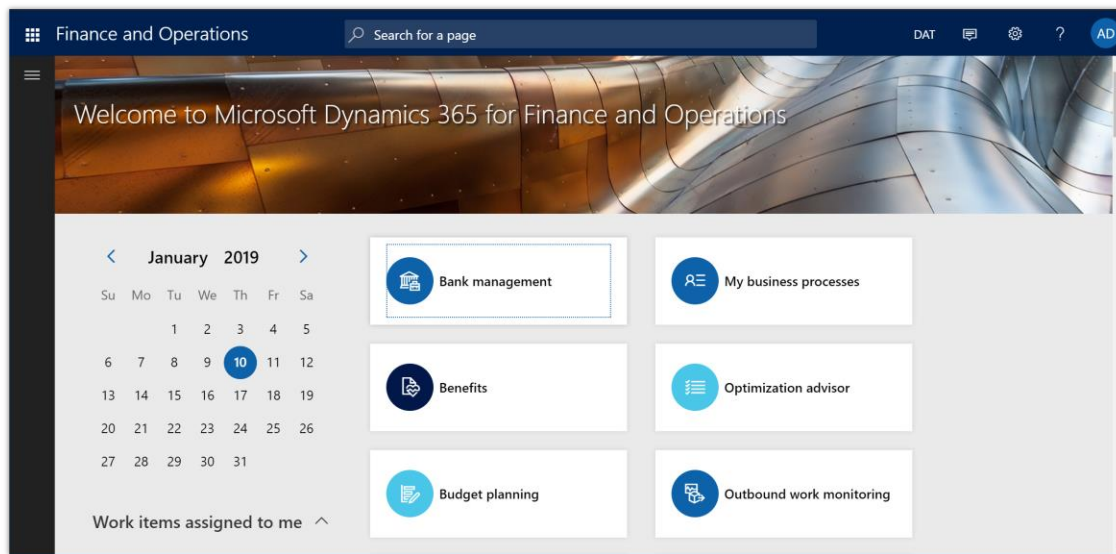 Finance and Operations
Search for a page
DAT
?
AD
Welcome to Microsoft Dynamics 365 for Finance and Operations
January 2019
Su Mo Tu We Th Fr Sa
1 2 3 4 5
6 7 8 9 10 11 12
13 14 15 16 17 18 19
20 21 22 23 24 25 26
27 28 29 30 31
Work items assigned to me
Bank management
My business processes
Benefits
Optimization advisor
Budget planning
Outbound work monitoring